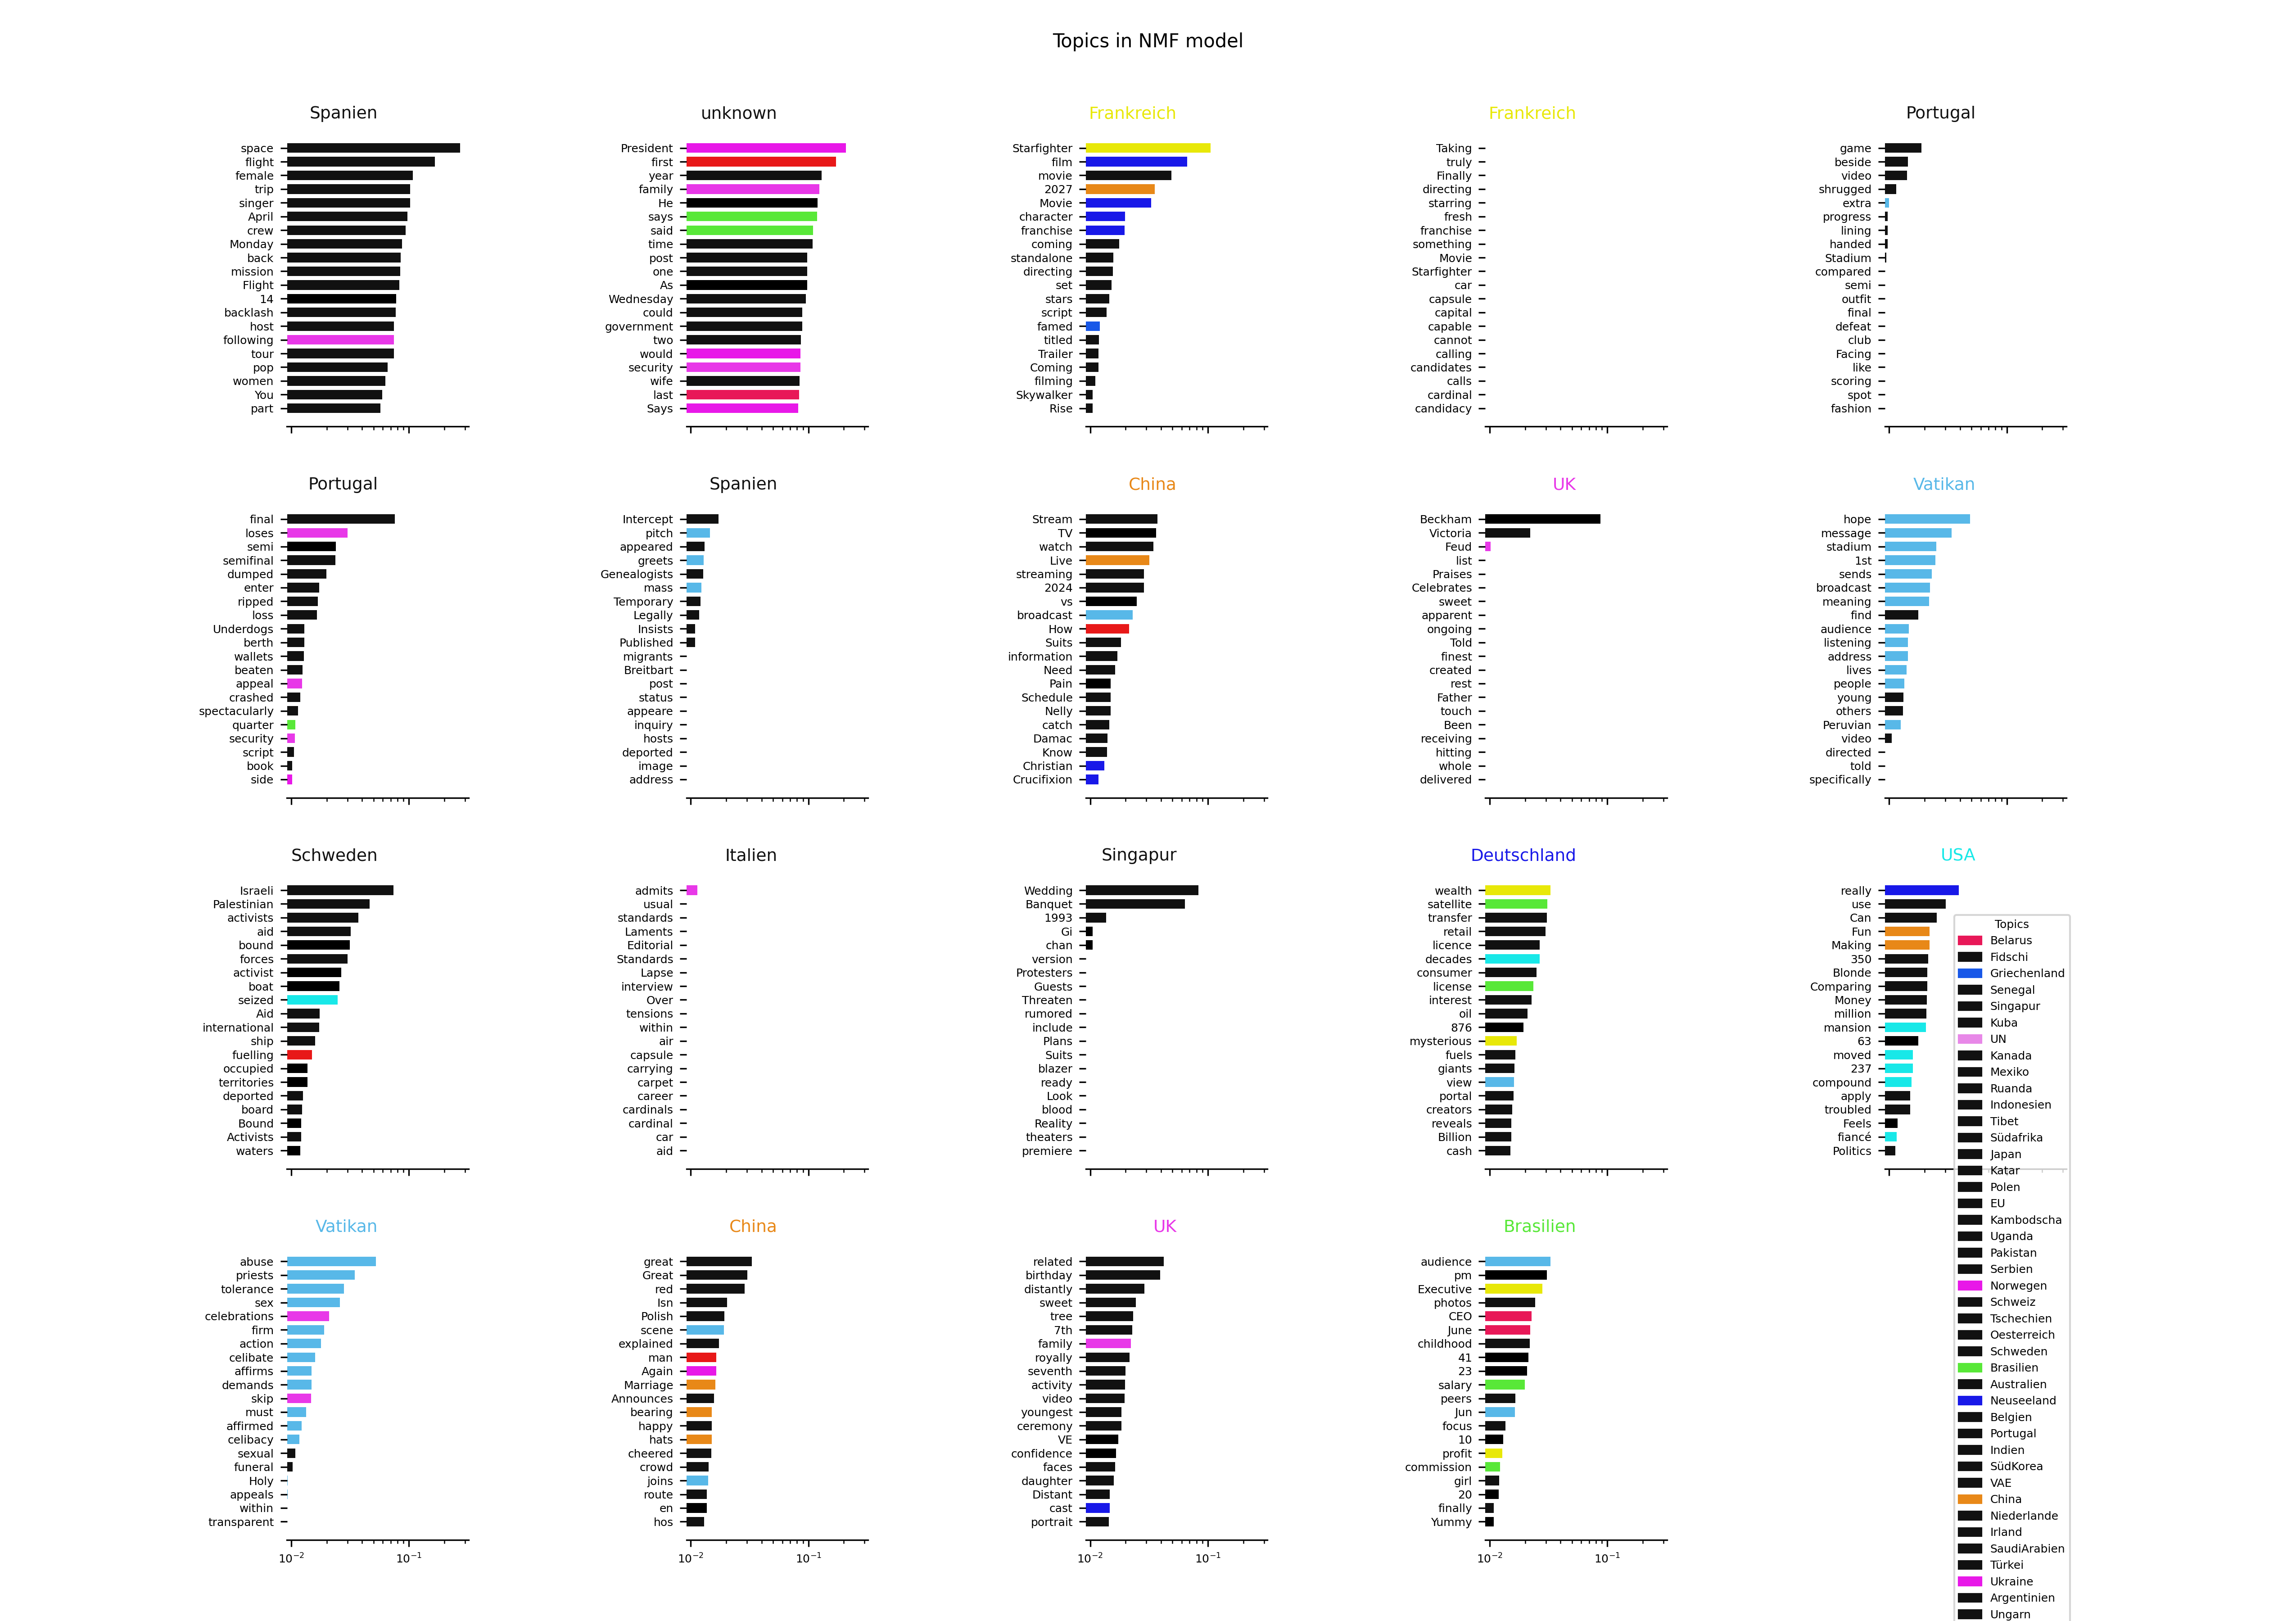 Topics in NMF model
Spanien
space
flight
female
trip
singer
April
crew
Monday
back
mission
Flight
14
backlash
host
following
tour
pop
women
You
part
unknown
President
first
year
family
He
says
said
time
post
one
As
Wednesday
could
government
two
would
security
wife
last
Says
Frankreich
Starfighter
film
movie
2027
Movie
character
franchise
coming
standalone
directing
set
stars
script
famed
titled
Trailer
Coming
filming
Skywalker
Rise
Frankreich
Taking
truly
Finally
directing
starring
fresh
franchise
something
Movie
Starfighter
car
capsule
capital
capable
cannot
calling
candidates
calls
cardinal
candidacy
Portugal
game
beside
video
shrugged
extra
progress
lining
handed
Stadium
compared
semi
outfit
final
defeat
club
Facing
like
scoring
spot
fashion
Portugal
final
loses
semi
semifinal
dumped
enter
ripped
loss
Underdogs
berth
wallets
beaten
appeal
crashed
spectacularly
quarter
security
script
book
side
Spanien
Intercept
pitch
appeared
greets
Genealogists
mass
Temporary
Legally
Insists
Published
migrants
Breitbart
post
status
appeare
inquiry
hosts
deported
image
address
China
Stream
TV
watch
Live
streaming
2024
vs
broadcast
How
Suits
information
Need
Pain
Schedule
Nelly
catch
Damac
Know
Christian
Crucifixion
UK
Beckham
Victoria
Feud
list
Praises
Celebrates
sweet
apparent
ongoing
Told
finest
created
rest
Father
touch
Been
receiving
hitting
whole
delivered
Vatikan
hope
message
stadium
1st
sends
broadcast
meaning
find
audience
listening
address
lives
people
young
others
Peruvian
video
directed
told
specifically
Schweden
Israeli
Palestinian
activists
aid
bound
forces
activist
boat
seized
Aid
international
ship
fuelling
occupied
territories
deported
board
Bound
Activists
waters
Italien
admits
usual
standards
Laments
Editorial
Standards
Lapse
interview
Over
tensions
within
air
capsule
carrying
carpet
career
cardinals
cardinal
car
aid
Singapur
Wedding
Banquet
1993
Gi
chan
version
Protesters
Guests
Threaten
rumored
include
Plans
Suits
blazer
ready
Look
blood
Reality
theaters
premiere
Deutschland
wealth
satellite
transfer
retail
licence
decades
consumer
license
interest
oil
876
mysterious
fuels
giants
view
portal
creators
reveals
Billion
cash
USA
really
use
Can
Fun
Making
350
Blonde
Comparing
Money
million
mansion
63
moved
237
compound
apply
troubled
Feels
fiancé
Politics
Vatikan
abuse
priests
tolerance
sex
celebrations
firm
action
celibate
affirms
demands
skip
must
affirmed
celibacy
sexual
funeral
Holy
appeals
within
transparent
10⁻² 10⁻¹
China
great
Great
red
Isn
Polish
scene
explained
man
Again
Marriage
Announces
bearing
happy
hats
cheered
crowd
joins
route
en
hos
10⁻² 10⁻¹
UK
related
birthday
distantly
sweet
tree
7th
family
royally
seventh
activity
video
youngest
ceremony
VE
confidence
faces
daughter
Distant
cast
portrait
10⁻² 10⁻¹
Brasilien
audience
pm
Executive
photos
CEO
June
childhood
41
23
salary
peers
Jun
focus
10
profit
commission
girl
20
finally
Yummy
10⁻² 10⁻¹
Topics
Belarus
Fidschi
Griechenland
Senegal
Singapur
Kuba
UN
Kanada
Mexiko
Ruanda
Indonesien
Tibet
Südafrika
Japan
Katar
Polen
EU
Kambodscha
Uganda
Pakistan
Serbien
Norwegen
Schweiz
Tschechien
Oesterreich
Schweden
Brasilien
Australien
Neuseeland
Belgien
Portugal
Indien
SüdKorea
VAE
China
Niederlande
Irland
SaudiArabien
Türkei
Ukraine
Argentinien
Ungarn